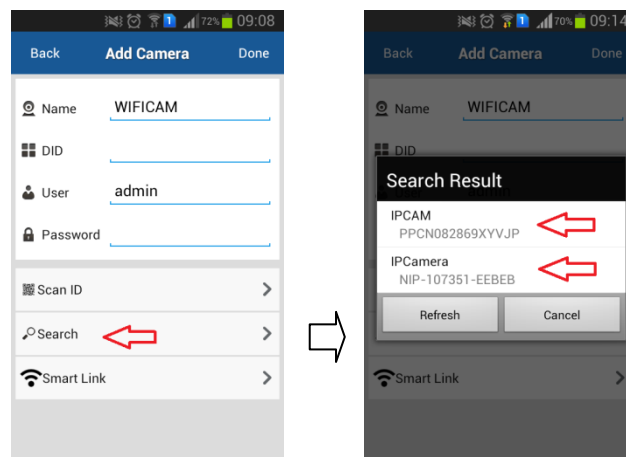 72% 09:08
Back Add Camera Done
Name WIFICAM
DID
User admin
Password
Scan ID
Search
Smart Link
1 70% 09:14
Back Add Camera Done
Name WIFICAM
DID
Search Result
IPCAM
PPCN082869XYVJP
IPCamera
NIP-107351-EEBEB
Refresh Cancel
Smart Link